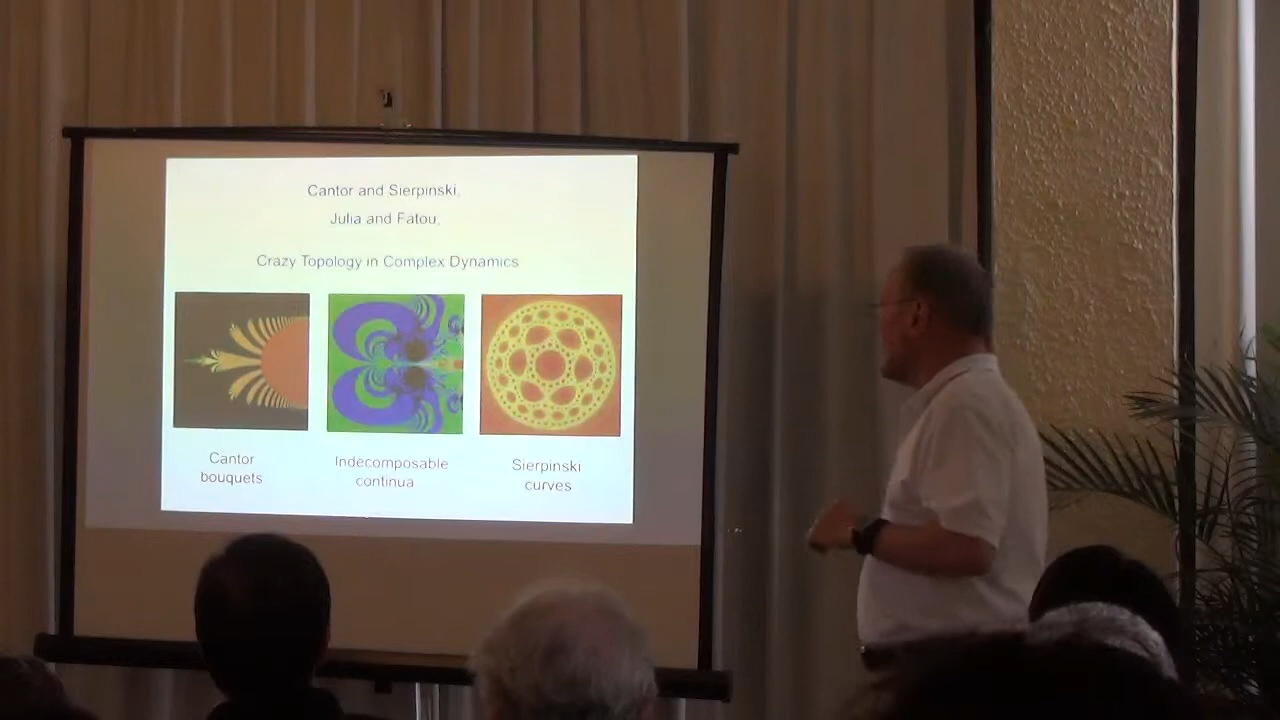 Cantor and Sierpinski,
Julia and Fatou,
Crazy Topology in Complex Dynamics
Cantor
bouquets
Indecomposable
continua
Sierpinski
curves